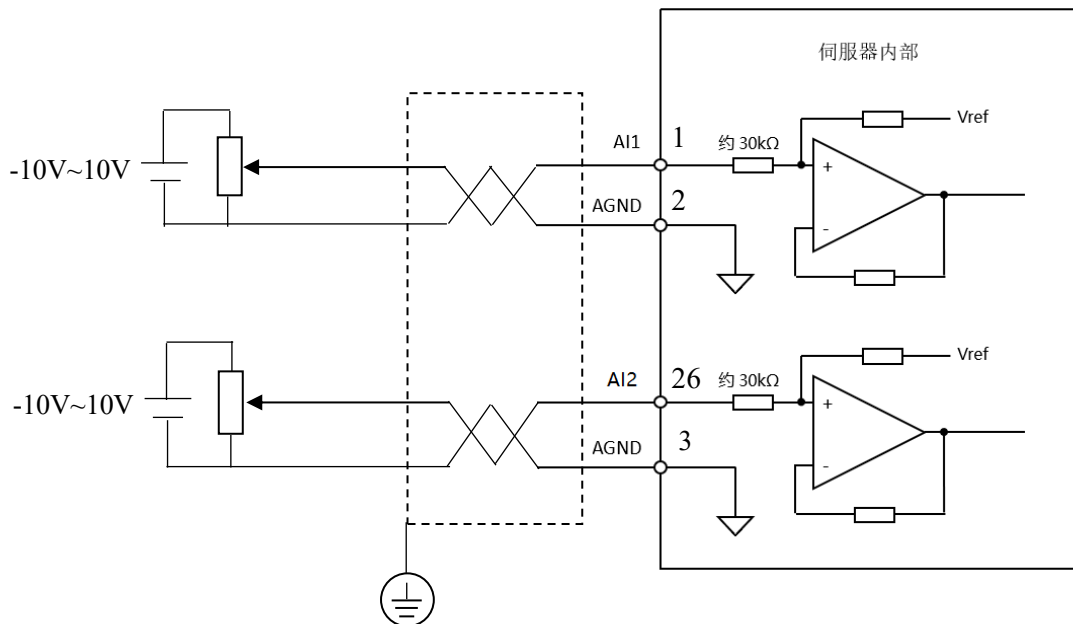 伺服器内部
-10V~10V
AI1
1
约 30kΩ
Vref
+
-
AGND
2
-10V~10V
AI2
26
约 30kΩ
Vref
+
-
AGND
3